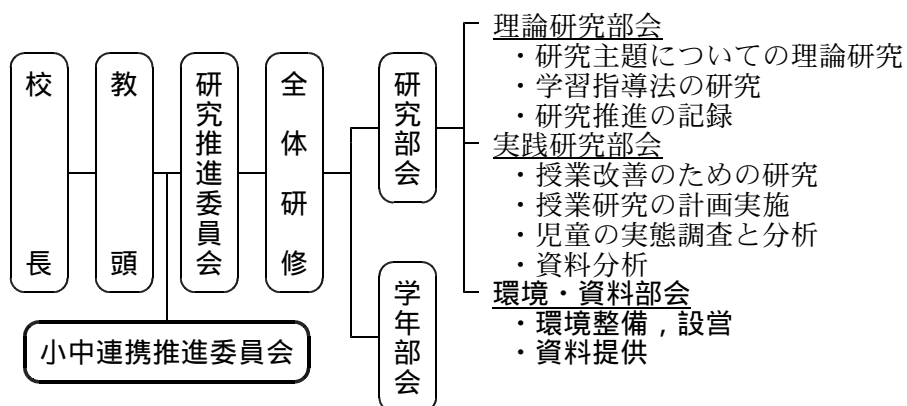 校長
教頭
研究推進委員会
全体研修
研究部会
学年部会
小中連携推進委員会
理論研究部会
・研究主題についての理論研究
・学習指導法の研究
・研究推進の記録
実践研究部会
・授業改善のための研究
・授業研究の計画実施
・児童の実態調査と分析
・資料分析
環境・資料部会
・環境整備，設営
・資料提供